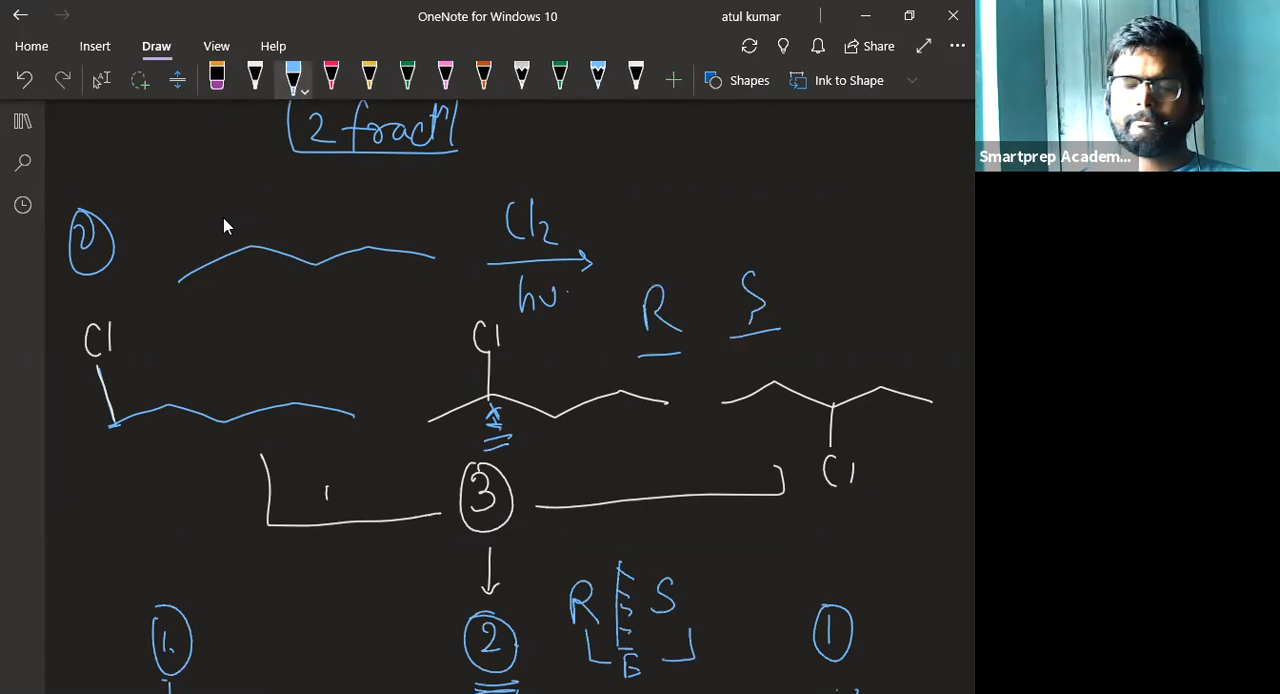 OneNote for Windows 10
atul kumar
Home Insert Draw View Help
Share
Shapes
Ink to Shape
Smartprep Academ...
2 fractn
2
Cl2
hν
R S
Cl
Cl
x
Cl
3
R S
E
1.
2
1